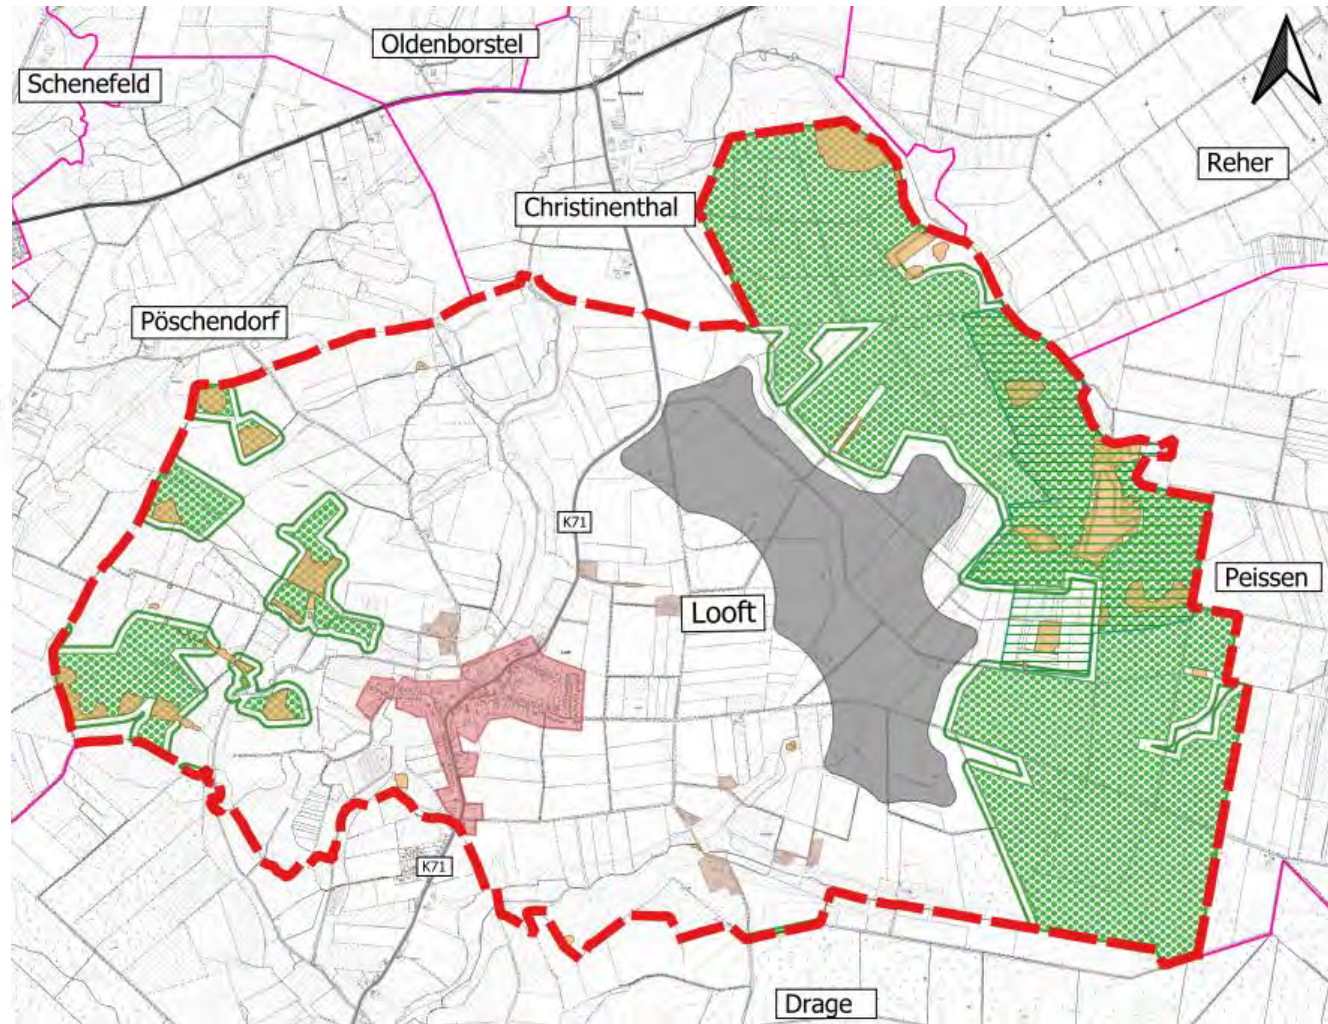 Oldenborstel
Schenefeld
Reher
Christinenthal
Pöschendorf
K71
Peissen
Looft
K71
Drage